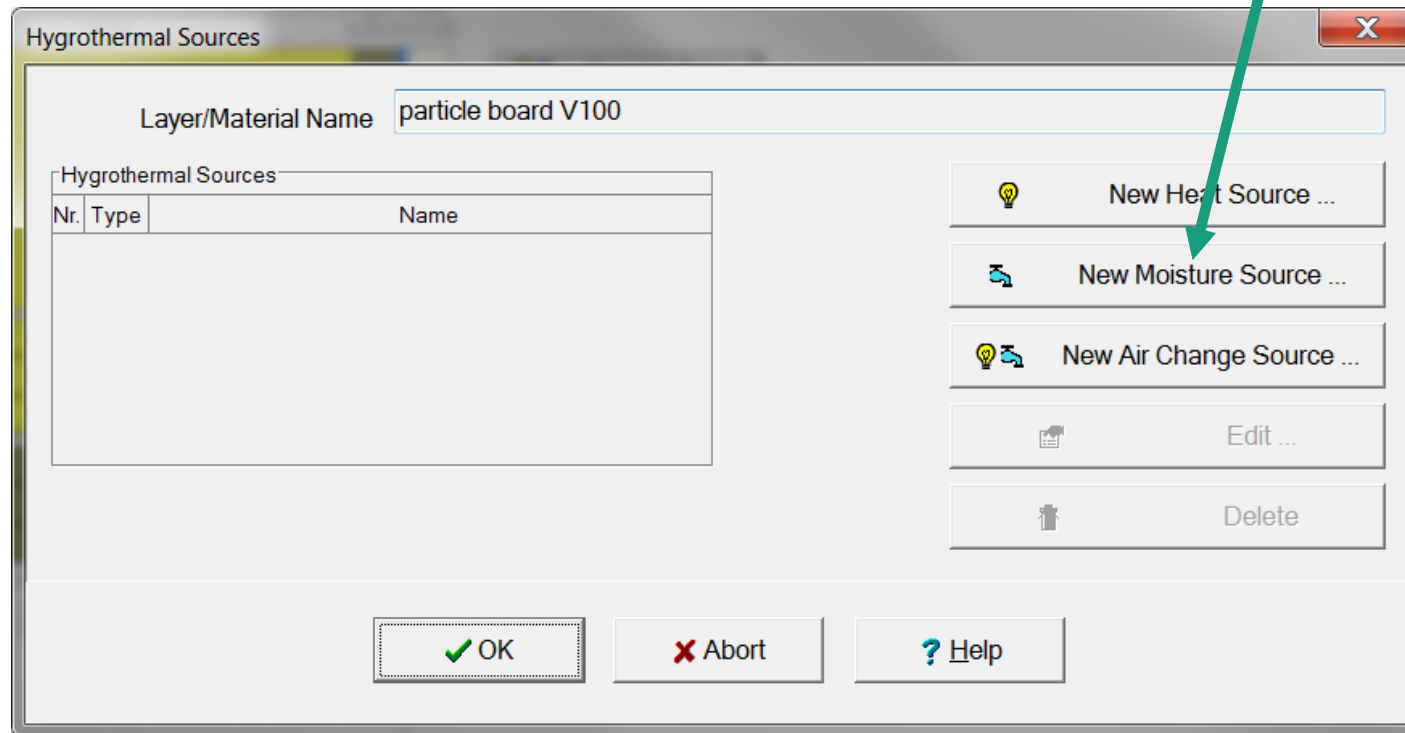 Hygrothermal Sources
Layer/Material Name particle board V100
Hygrothermal Sources
Nr. Type Name
New Heat Source ...
New Moisture Source ...
New Air Change Source ...
Edit ...
Delete
OK Abort ? Help